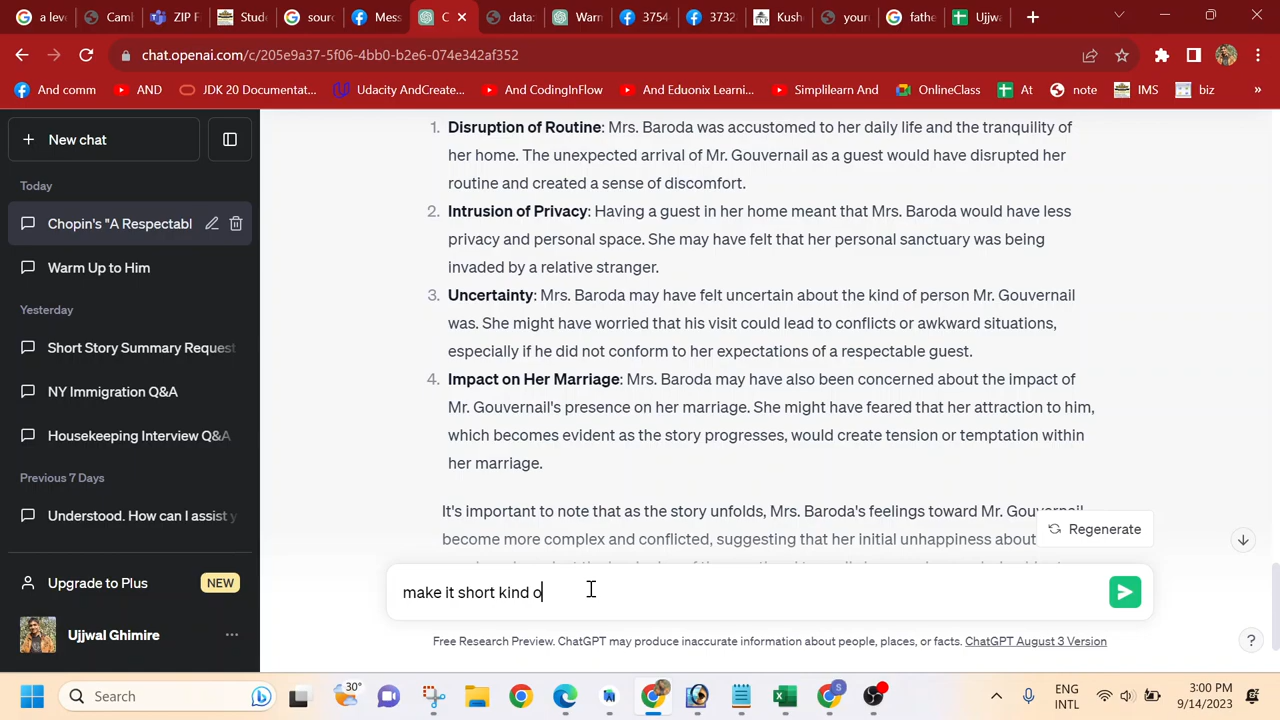 a leve
Cam
ZIP F
Stude
sourc
Mess
C
data:
Warm
3754
3732
Kush
your
fathe
Ujjwa
chat.openai.com/c/205e9a37-5f06-4bb0-b2e6-074e342af352
And comm
AND
JDK 20 Documentat...
Udacity AndCreate...
And CodingInFlow
And Eduonix Learni...
Simplilearn And
OnlineClass
At
note
IMS
biz
»
New chat
Today
Chopin's "A Respectabl
Warm Up to Him
Yesterday
Short Story Summary Request
NY Immigration Q&A
Housekeeping Interview Q&A
Previous 7 Days
Understood. How can I assist y
Upgrade to Plus
NEW
Ujjwal Ghimire
1. Disruption of Routine: Mrs. Baroda was accustomed to her daily life and the tranquility of
her home. The unexpected arrival of Mr. Gouvernail as a guest would have disrupted her
routine and created a sense of discomfort.
2. Intrusion of Privacy: Having a guest in her home meant that Mrs. Baroda would have less
privacy and personal space. She may have felt that her personal sanctuary was being
invaded by a relative stranger.
3. Uncertainty: Mrs. Baroda may have felt uncertain about the kind of person Mr. Gouvernail
was. She might have worried that his visit could lead to conflicts or awkward situations,
especially if he did not conform to her expectations of a respectable guest.
4. Impact on Her Marriage: Mrs. Baroda may have also been concerned about the impact of
Mr. Gouvernail's presence on her marriage. She might have feared that her attraction to him,
which becomes evident as the story progresses, would create tension or temptation within
her marriage.
It's important to note that as the story unfolds, Mrs. Baroda's feelings toward Mr. Gouvernail
become more complex and conflicted, suggesting that her initial unhappiness about
Regenerate
make it short kind o
Free Research Preview. ChatGPT may produce inaccurate information about people, places, or facts. ChatGPT August 3 Version
?
Search
30°
ENG
INTL
3:00 PM
9/14/2023